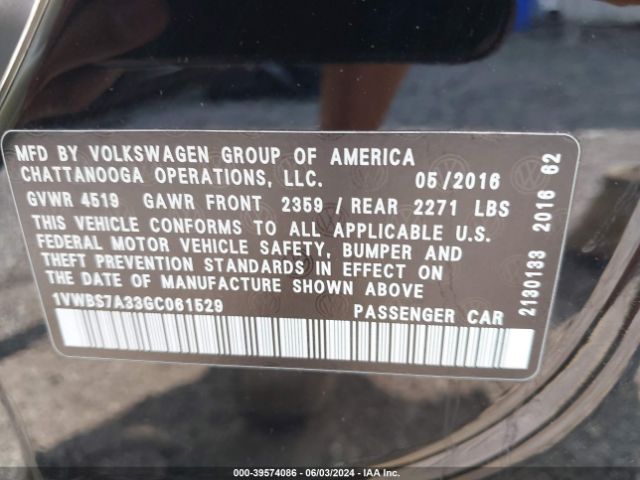 MFD BY VOLKSWAGEN GROUP OF AMERICA
CHATTANOOGA OPERATIONS, LLC. 05/2016
GVWR 4519 GAWR FRONT 2359 / REAR 2271 LBS
THIS VEHICLE CONFORMS TO ALL APPLICABLE U.S.
FEDERAL MOTOR VEHICLE SAFETY, BUMPER AND
THEFT PREVENTION STANDARDS IN EFFECT ON
THE DATE OF MANUFACTURE SHOWN ABOVE.
1VWBS7A33GC061529 PASSENGER CAR
2130133 2016 62
000-39574086 - 06/03/2024 - IAA Inc.